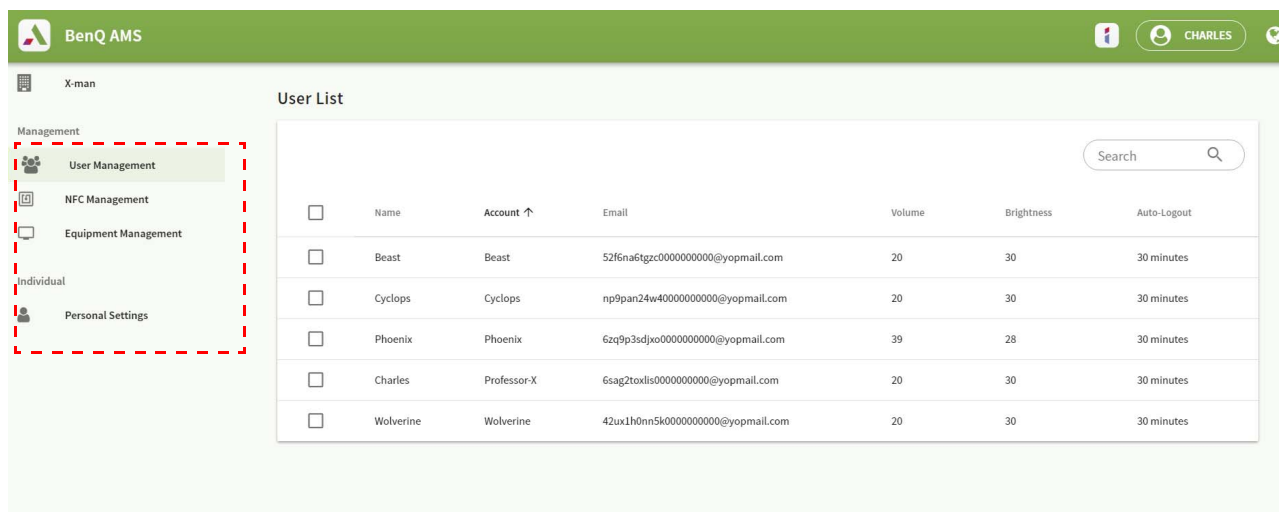 BenQ AMS
CHARLES
X-man
User List
Management
User Management
NFC Management
Equipment Management
Individual
Personal Settings
Search
Name Account Email Volume Brightness Auto-Logout
Beast Beast 52f6na6tgzc0000000000@yopmail.com 20 30 30 minutes
Cyclops Cyclops np9pan24w40000000000@yopmail.com 20 30 30 minutes
Phoenix Phoenix 6zq9p3sdjxo0000000000@yopmail.com 39 28 30 minutes
Charles Professor-X 6sag2toxlis0000000000@yopmail.com 20 30 30 minutes
Wolverine Wolverine 42ux1h0nn5k0000000000@yopmail.com 20 30 30 minutes